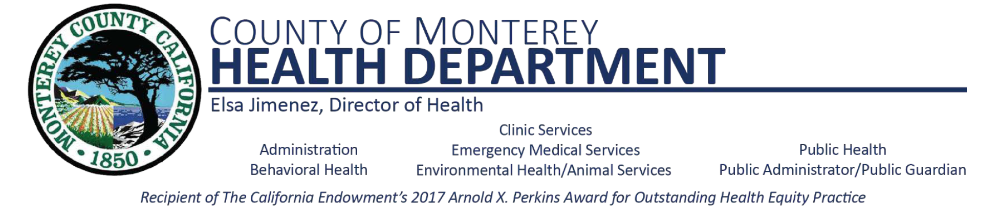 MONTEREY COUNTY CALIFORNIA
• 1850 •
COUNTY OF MONTEREY
HEALTH DEPARTMENT
Elsa Jimenez, Director of Health
Administration
Behavioral Health
Clinic Services
Emergency Medical Services
Environmental Health/Animal Services
Public Health
Public Administrator/Public Guardian
Recipient of The California Endowment's 2017 Arnold X. Perkins Award for Outstanding Health Equity Practice